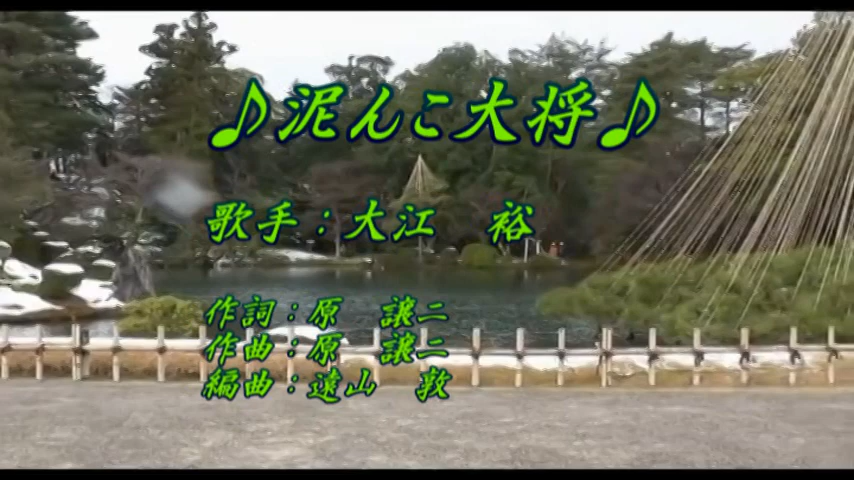 ♪泥んこ大将♪
歌手：大江　裕
作詞：原　譲二
作曲：原　譲二
編曲：遠山　敦